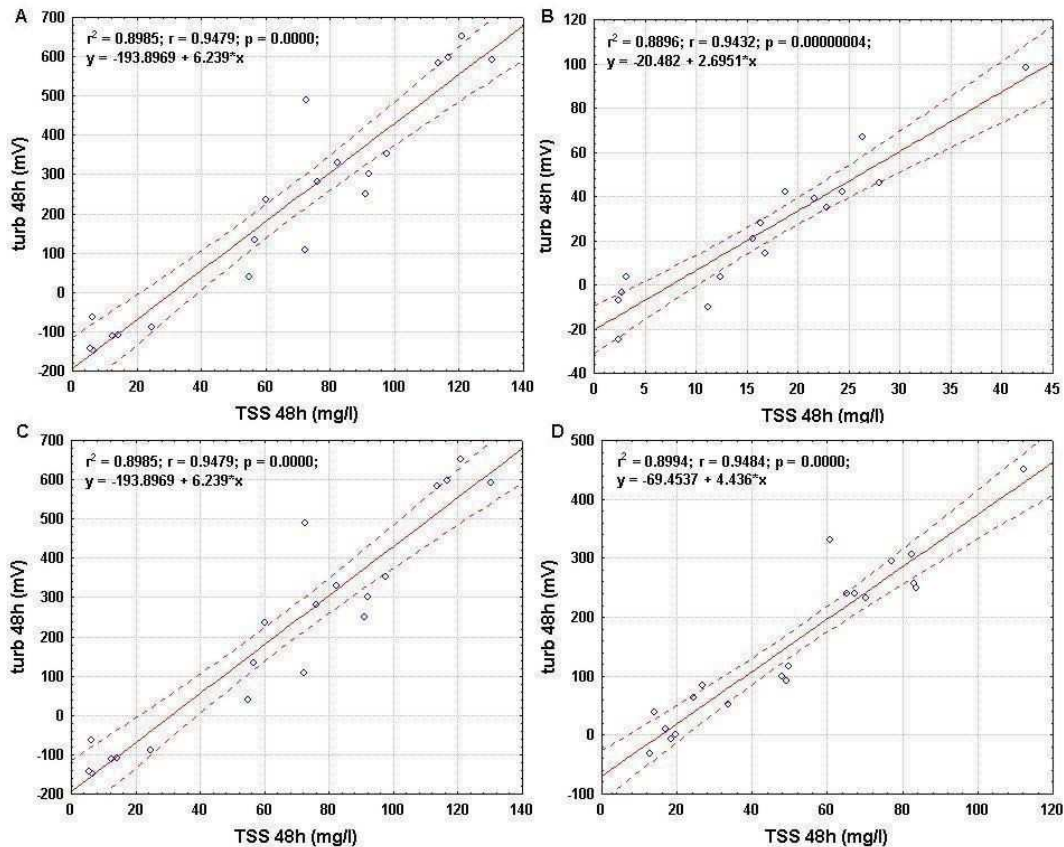 A
r² = 0.8985; r = 0.9479; p = 0.0000;
y = -193.8969 + 6.239*x
700
600
500
400
300
200
100
0
-100
-200
turb 48h (mV)
0 20 40 60 80 100 120 140
TSS 48h (mg/l)
B
r² = 0.8896; r = 0.9432; p = 0.00000004;
y = -20.482 + 2.6951*x
120
100
80
60
40
20
0
-20
-40
turb 48h (mV)
0 5 10 15 20 25 30 35 40 45
TSS 48h (mg/l)
C
r² = 0.8985; r = 0.9479; p = 0.0000;
y = -193.8969 + 6.239*x
700
600
500
400
300
200
100
0
-100
-200
turb 48h (mV)
0 20 40 60 80 100 120 140
TSS 48h (mg/l)
D
r² = 0.8994; r = 0.9484; p = 0.0000;
y = -69.4537 + 4.436*x
500
400
300
200
100
0
-100
turb 48h (mV)
0 20 40 60 80 100 120
TSS 48h (mg/l)